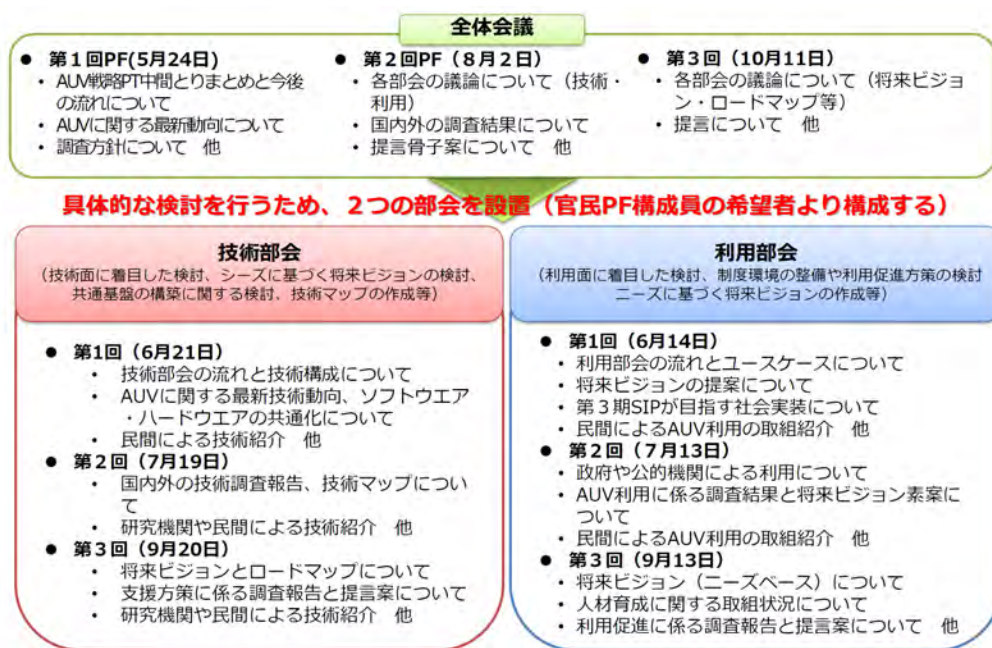 全体会議
● 第１回PF(5月24日)
• AUV戦略PT中間とりまとめと今後
の流れについて
• AUVに関する最新動向について
• 調査方針について　他
● 第２回PF（８月２日）
• 各部会の議論について（技術・
利用）
• 国内外の調査結果について
• 提言骨子案について　他
● 第３回（10月11日）
• 各部会の議論について（将来ビジョ
ン・ロードマップ等）
• 提言について　他
具体的な検討を行うため、２つの部会を設置（官民PF構成員の希望者より構成する）
技術部会
（技術面に着目した検討、シーズに基づく将来ビジョンの検討、
共通基盤の構築に関する検討、技術マップの作成等）
● 第1回（6月21日）
• 技術部会の流れと技術構成について
• AUVに関する最新技術動向、ソフトウエア
・ハードウエアの共通化について
• 民間による技術紹介　他
● 第２回（7月19日）
• 国内外の技術調査報告、技術マップについ
て
• 研究機関や民間による技術紹介　他
● 第３回（9月20日）
• 将来ビジョンとロードマップについて
• 支援方策に係る調査報告と提言案について
• 研究機関や民間による技術紹介　他
利用部会
（利用面に着目した検討、制度環境の整備や利用促進方策の検討
ニーズに基づく将来ビジョンの作成等）
● 第1回（6月14日）
• 利用部会の流れとユースケースについて
• 将来ビジョンの提案について
• 第３期SIPが目指す社会実装について
• 民間によるAUV利用の取組紹介　他
● 第２回（７月13日）
• 政府や公的機関による利用について
• AUV利用に係る調査結果と将来ビジョン素案に
ついて
• 民間によるAUV利用の取組紹介　他
● 第３回（9月13日）
• 将来ビジョン（ニーズベース）について
• 人材育成に関する取組状況について
• 利用促進に係る調査報告と提言案について　他